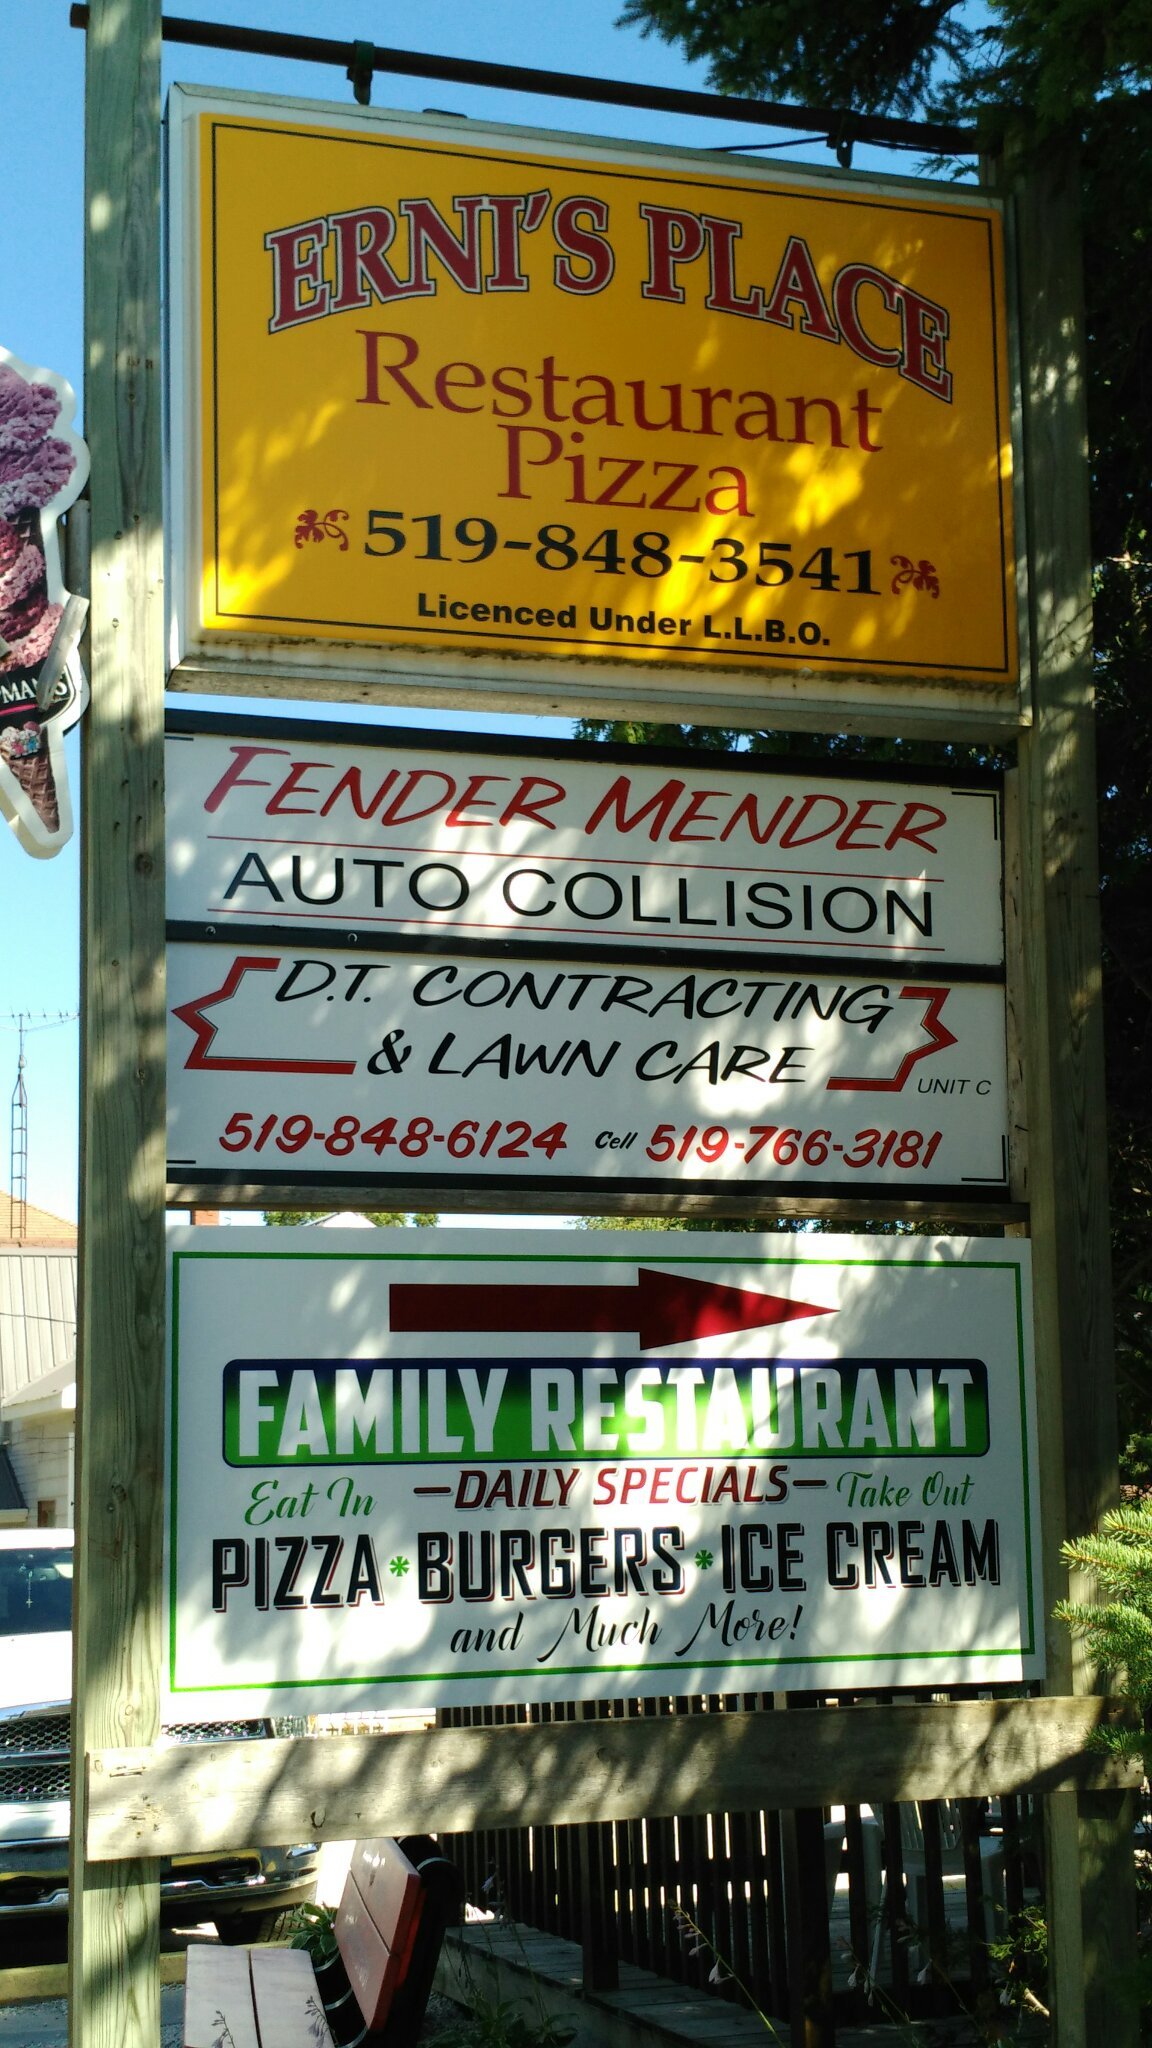 ERNI'S PLACE
Restaurant
Pizza
519-848-3541
Licenced Under L.L.B.O.
FENDER MENDER
AUTO COLLISION
D.T. CONTRACTING
& LAWN CARE
UNIT C
519-848-6124 Cell 519-766-3181
FAMILY RESTAURANT
Eat In -DAILY SPECIALS- Take Out
PIZZA * BURGERS * ICE CREAM
and Much More!